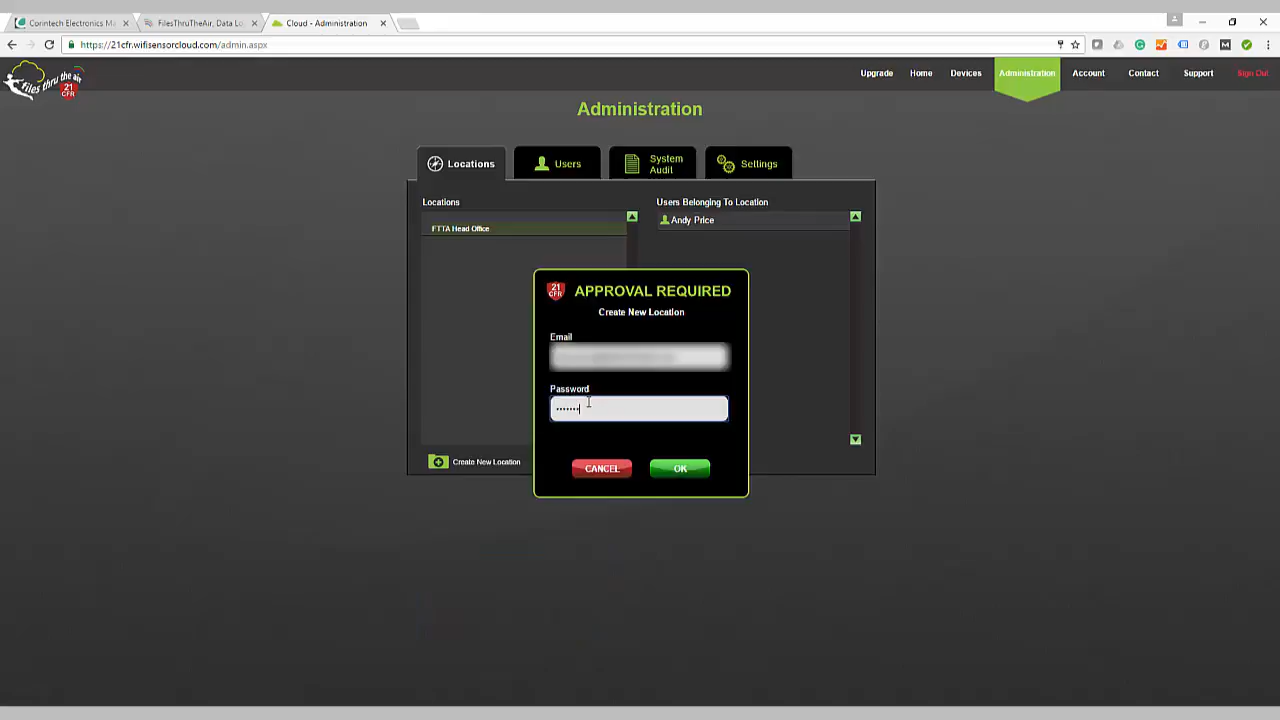 Corintech Electronics Ma
FilesThruTheAir, Data Lo
Cloud - Administration
https://21cfr.wifisensorcloud.com/admin.aspx
files thru the air
21
CFR
Upgrade
Home
Devices
Administration
Account
Contact
Support
Sign Out
Administration
Locations
Users
System
Audit
Settings
Locations
Users Belonging To Location
FTTA Head Office
Andy Price
21
CFR
APPROVAL REQUIRED
Create New Location
Email
Password
•••••••
CANCEL
OK
Create New Location